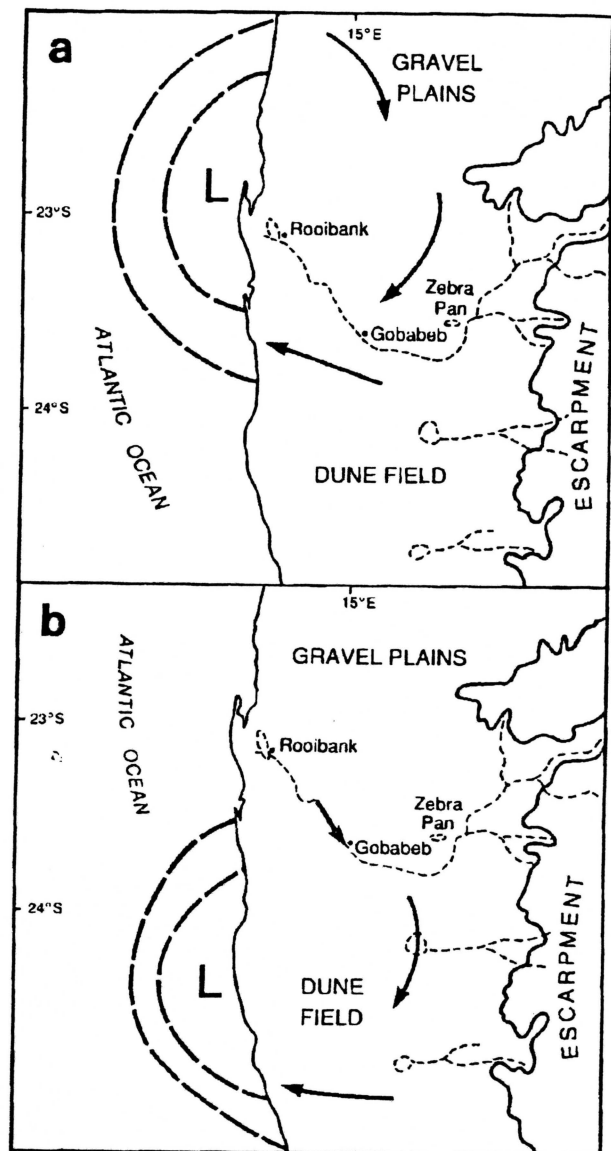 a
15°E
GRAVEL
PLAINS
L
23°S
Rooibank
Zebra
Pan
Gobabeb
ATLANTIC OCEAN
24°S
DUNE FIELD
ESCARPMENT
b
15°E
ATLANTIC OCEAN
GRAVEL PLAINS
23°S
Rooibank
Zebra
Pan
Gobabeb
24°S
L
DUNE
FIELD
ESCARPMENT